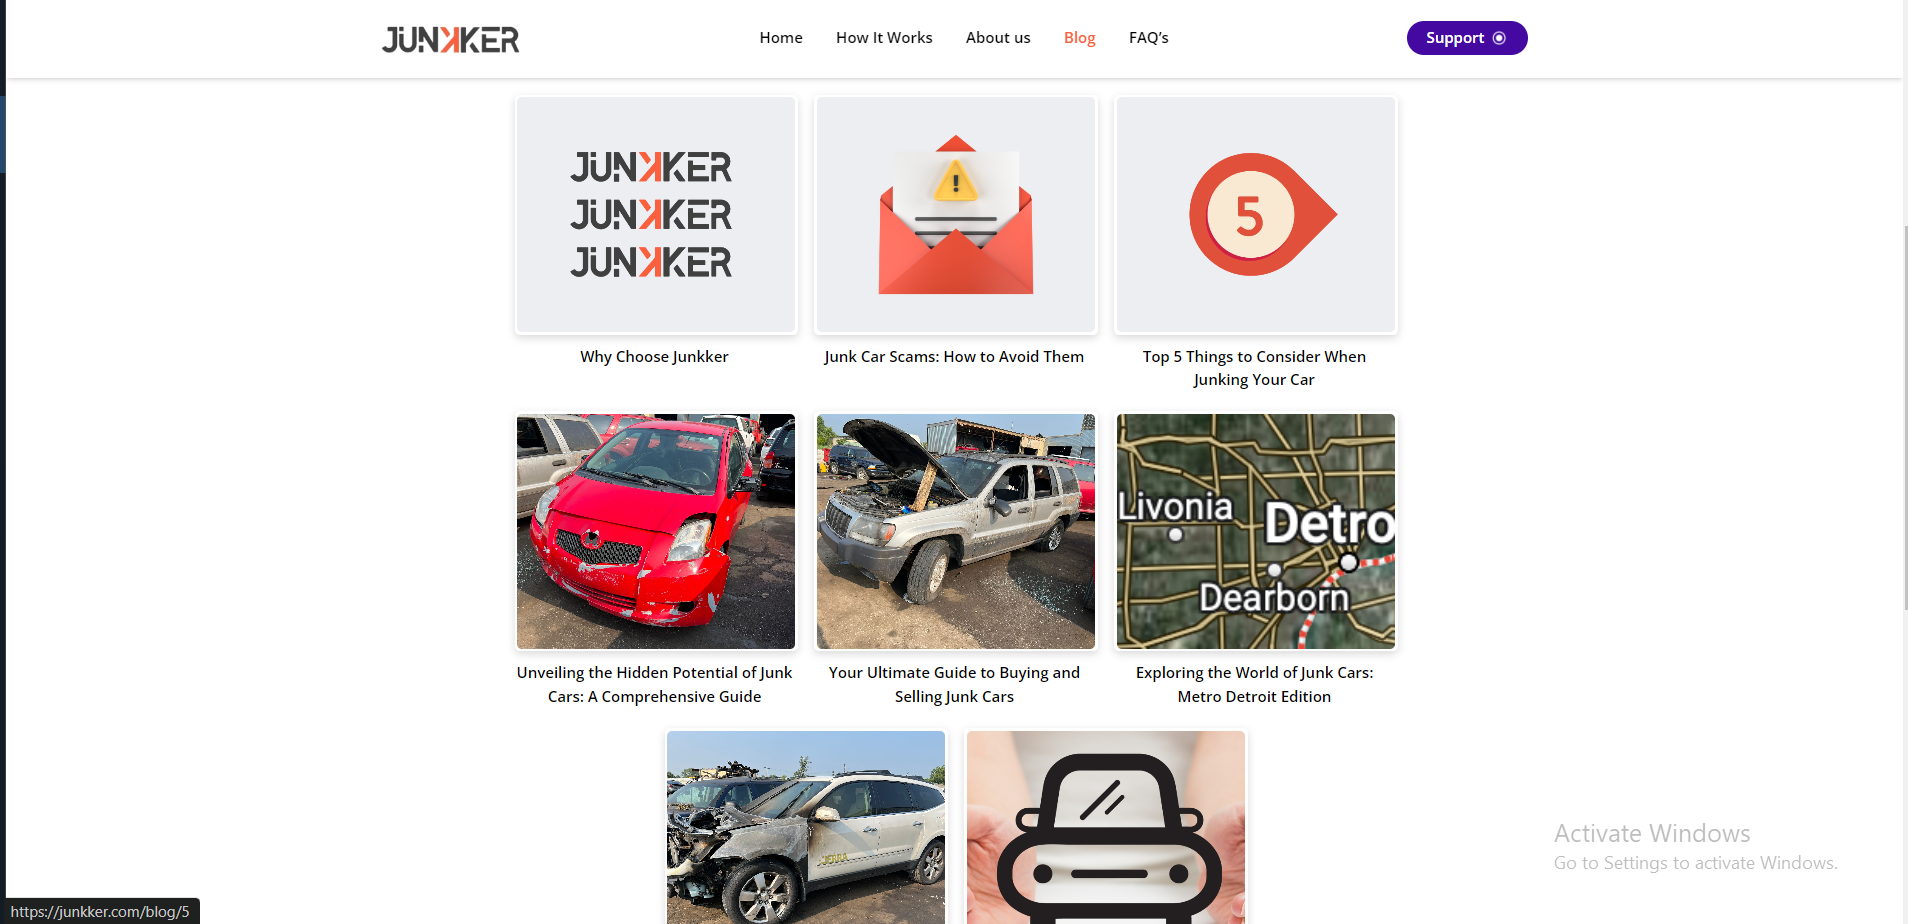 JUNKKER
Home
How It Works
About us
Blog
FAQ's
Support
JUNKKER
JUNKKER
JUNKKER
!
5
Why Choose Junkker
Junk Car Scams: How to Avoid Them
Top 5 Things to Consider When
Junking Your Car
Livonia
Detro
Dearborn
Unveiling the Hidden Potential of Junk
Cars: A Comprehensive Guide
Your Ultimate Guide to Buying and
Selling Junk Cars
Exploring the World of Junk Cars:
Metro Detroit Edition
Activate Windows
Go to Settings to activate Windows.
https://junkker.com/blog/5